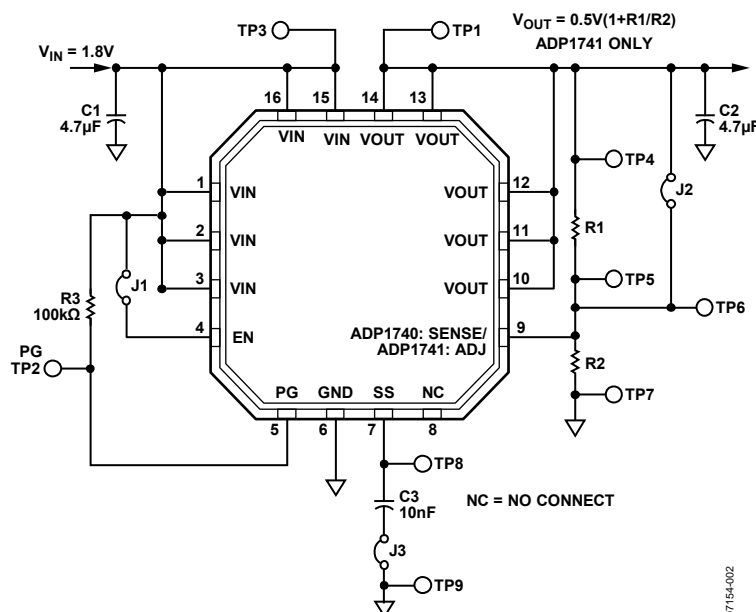 TP3
TP1
VOUT = 0.5V(1+R1/R2)
ADP1741 ONLY
VIN = 1.8V
16
15
14
13
C1
4.7µF
VIN
VIN
VOUT
VOUT
C2
4.7µF
TP4
J2
1
VIN
VOUT
12
2
VIN
VOUT
11
R1
3
VIN
VOUT
10
TP5
J1
R3
100kΩ
TP6
4
EN
ADP1740: SENSE/
ADP1741: ADJ
9
PG
TP2
R2
PG
GND
SS
NC
TP7
5
6
7
8
TP8
C3
10nF
NC = NO CONNECT
J3
TP9
7154-002